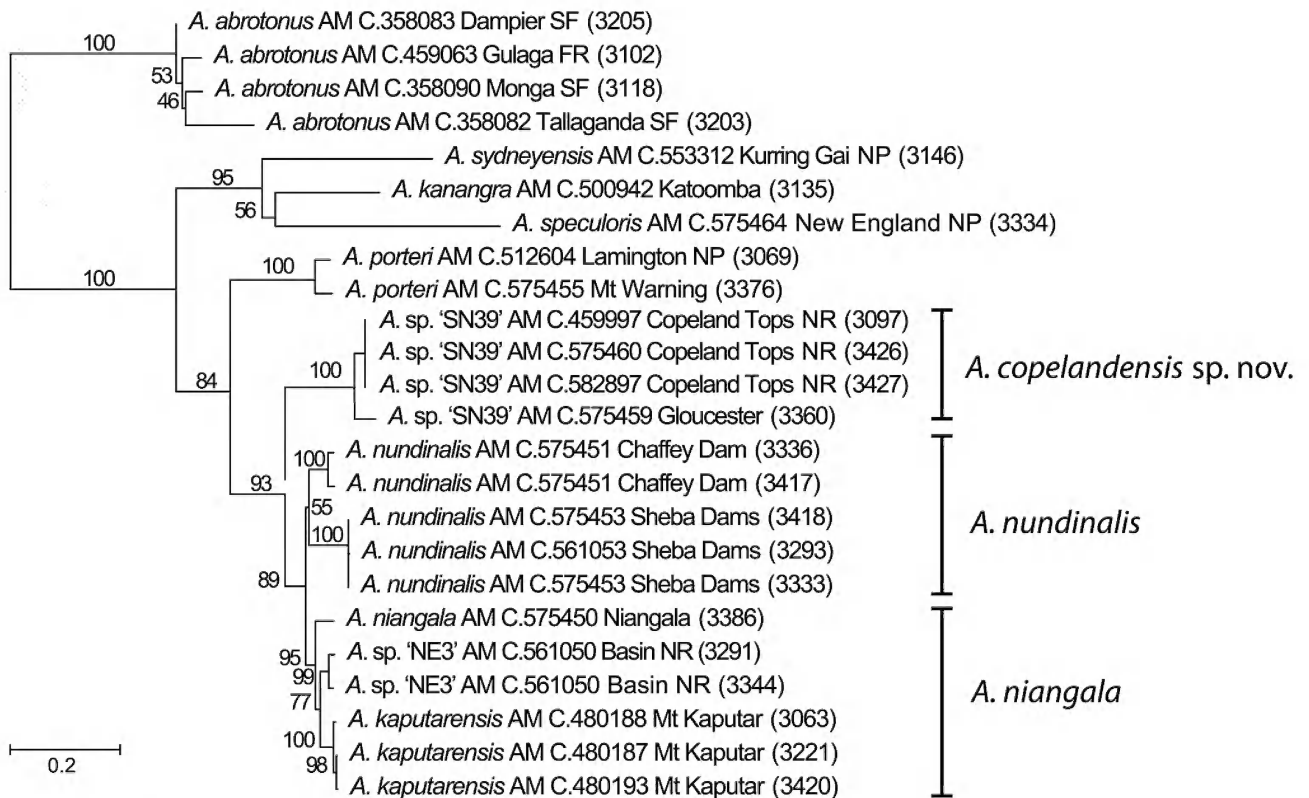 A. abrotonus AM C.358083 Dampier SF (3205)
100
A. abrotonus AM C.459063 Gulaga FR (3102)
53
A. abrotonus AM C.358090 Monga SF (3118)
46
A. abrotonus AM C.358082 Tallaganda SF (3203)
A. sydneyensis AM C.553312 Kurring Gai NP (3146)
95
A. kanangra AM C.500942 Katoomba (3135)
56
A. speculoris AM C.575464 New England NP (3334)
A. porteri AM C.512604 Lamington NP (3069)
100
100
A. porteri AM C.575455 Mt Warning (3376)
A. sp. 'SN39' AM C.459997 Copeland Tops NR (3097)
A. sp. 'SN39' AM C.575460 Copeland Tops NR (3426)
A. copelandensis sp. nov.
100
84
A. sp. 'SN39' AM C.582897 Copeland Tops NR (3427)
A. sp. 'SN39' AM C.575459 Gloucester (3360)
A. nundinalis AM C.575451 Chaffey Dam (3336)
100
A. nundinalis AM C.575451 Chaffey Dam (3417)
93
55
A. nundinalis AM C.575453 Sheba Dams (3418)
A. nundinalis
100
A. nundinalis AM C.561053 Sheba Dams (3293)
89
A. nundinalis AM C.575453 Sheba Dams (3333)
A. niangala AM C.575450 Niangala (3386)
95
A. sp. 'NE3' AM C.561050 Basin NR (3291)
99
A. sp. 'NE3' AM C.561050 Basin NR (3344)
A. niangala
77
A. kaputarensis AM C.480188 Mt Kaputar (3063)
100
A. kaputarensis AM C.480187 Mt Kaputar (3221)
98
A. kaputarensis AM C.480193 Mt Kaputar (3420)
0.2